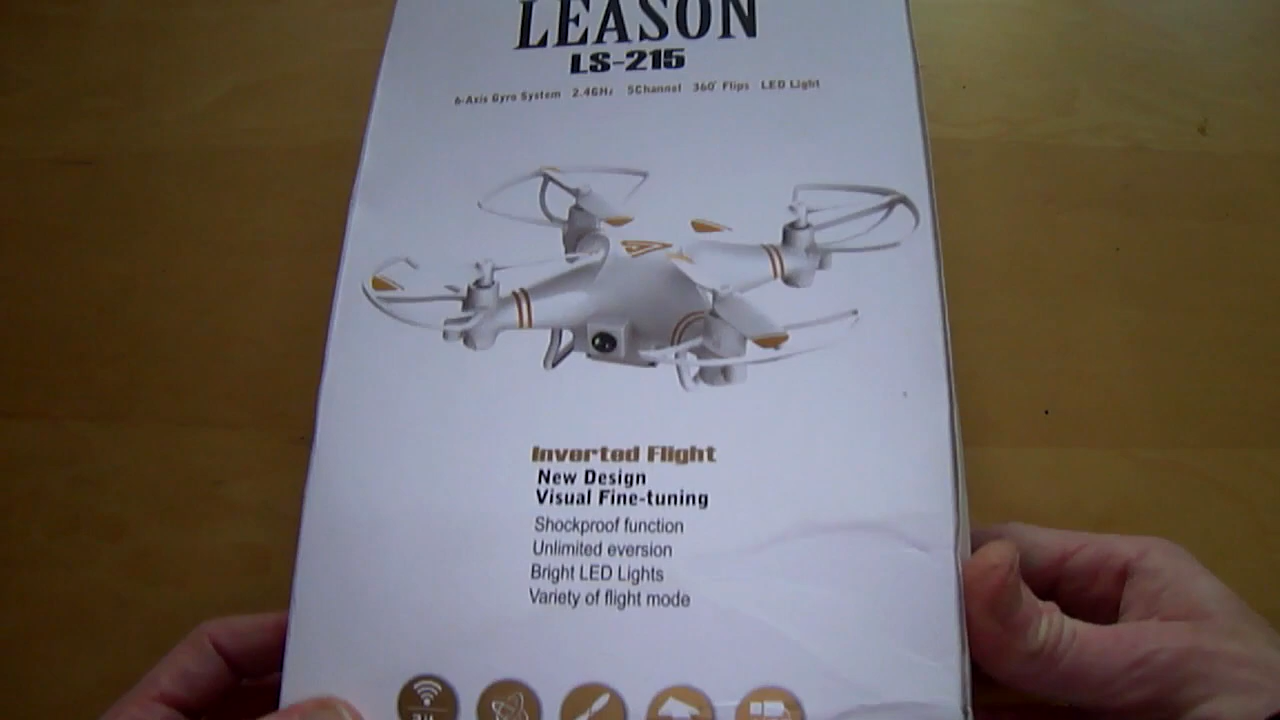 LEASON
LS-215
6-Axis Gyro System 2.4GHz 5Channel 360° Flips LED Light
Inverted Flight
New Design
Visual Fine-tuning
Shockproof function
Unlimited eversion
Bright LED Lights
Variety of flight mode